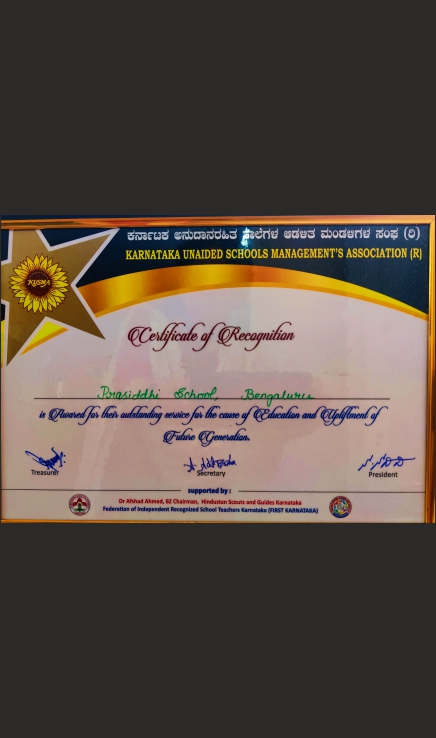 ಕರ್ನಾಟಕ ಅನುದಾನರಹಿತ ಶಾಲೆಗಳ ಆಡಳಿತ ಮಂಡಳಿಗಳ ಸಂಘ (ರಿ)
KARNATAKA UNAIDED SCHOOLS MANAGEMENT'S ASSOCIATION (R)
KUSMA
Certificate of Recognition
Prasiddhi School, Bengaluru
is Awarded for their outstanding service for the cause of Education and Upliftment of
Future Generation.
Treasurer
Secretary
President
supported by :
Dr Afshad Ahmed, BZ Chairman, Hindustan Scouts and Guides Karnataka
Federation of Independent Recognized School Teachers Karnataka (FIRST KARNATAKA)